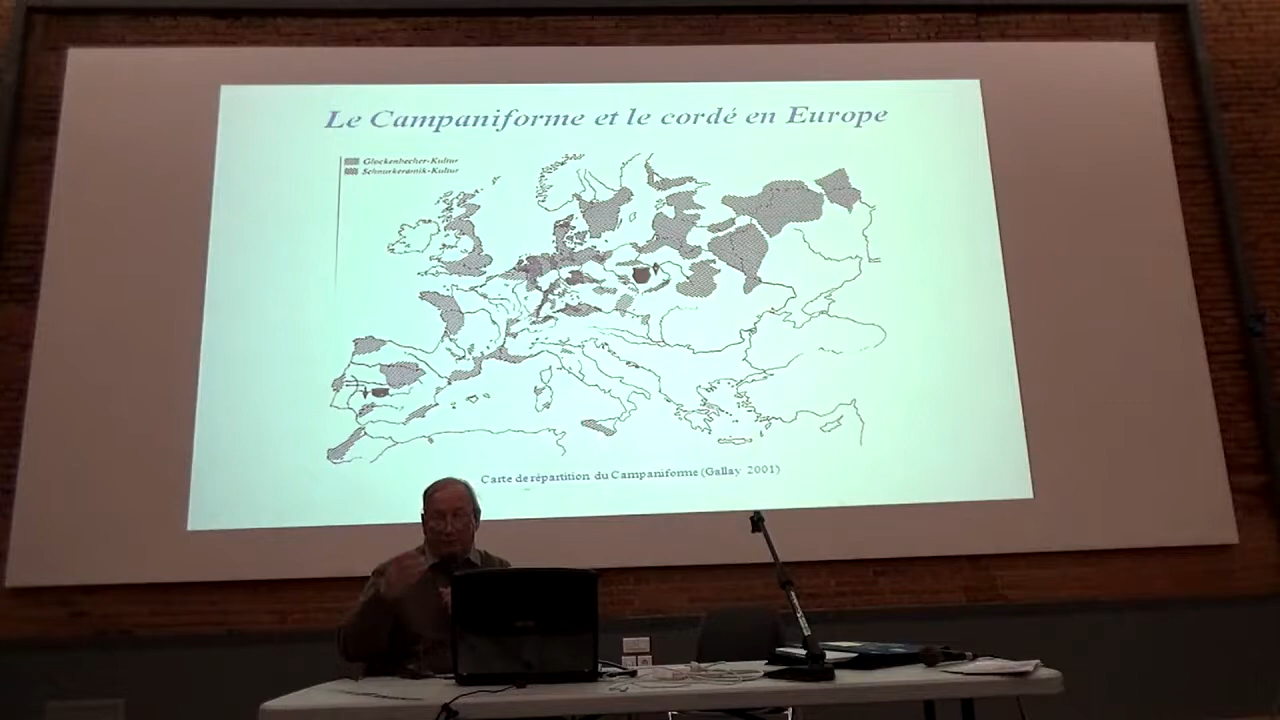 Le Campaniforme et le cordé en Europe
Glockenbecher-Kultur
Schnurkeramik-Kultur
Carte de répartition du Campaniforme (Gallay 2001)